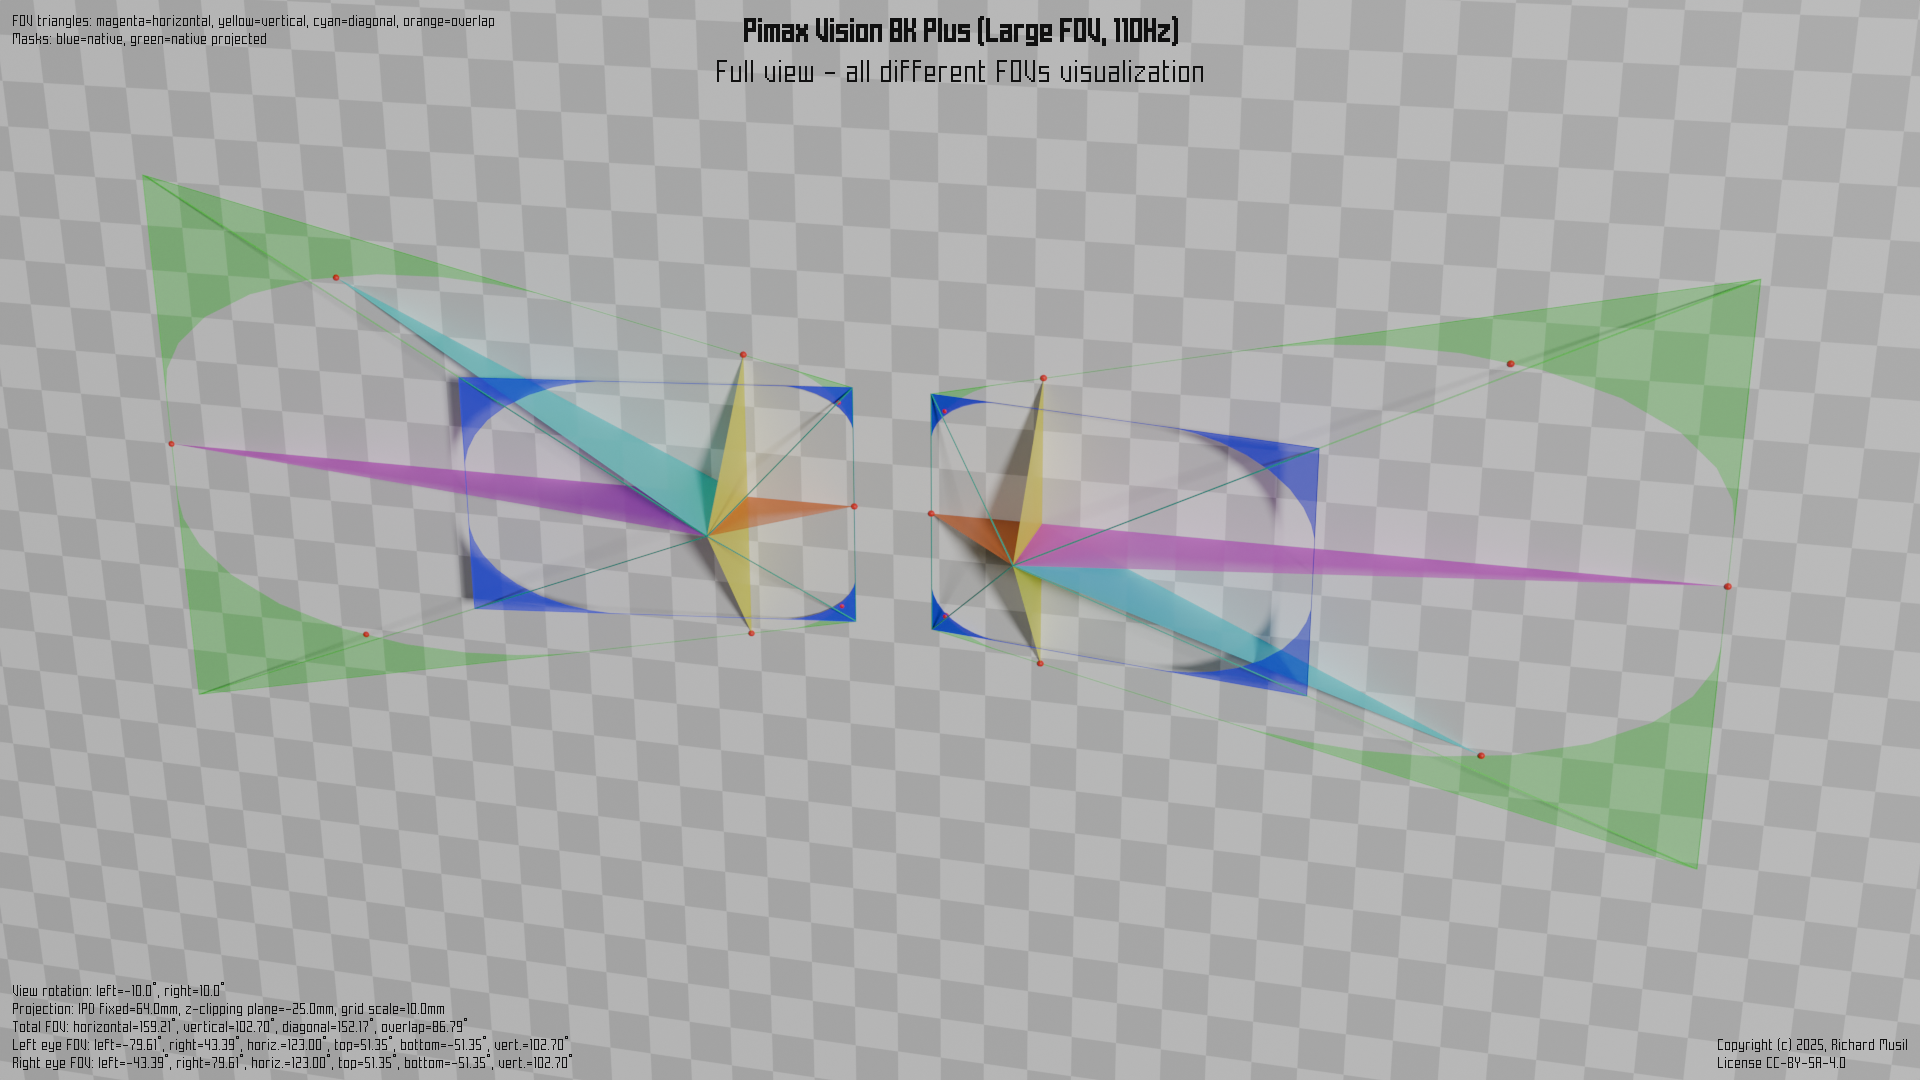 FOV triangles: magenta=horizontal, yellow=vertical, cyan=diagonal, orange=overlap
Masks: blue=native, green=native projected
Pimax Vision 8K Plus (Large FOV, 110Hz)
Full view - all different FOVs visualization
View rotation: left=-10.0°, right=10.0°
Projection: IPD fixed=64.0mm, z-clipping plane=-25.0mm, grid scale=10.0mm
Total FOV: horizontal=159.21°, vertical=102.70°, diagonal=152.17°, overlap=86.79°
Left eye FOV: left=-79.61°, right=43.39°, horiz.=123.00°, top=51.35°, bottom=-51.35°, vert.=102.70°
Right eye FOV: left=-43.39°, right=79.61°, horiz.=123.00°, top=51.35°, bottom=-51.35°, vert.=102.70°
Copyright (c) 2025, Richard Musil
License CC-BY-SA-4.0